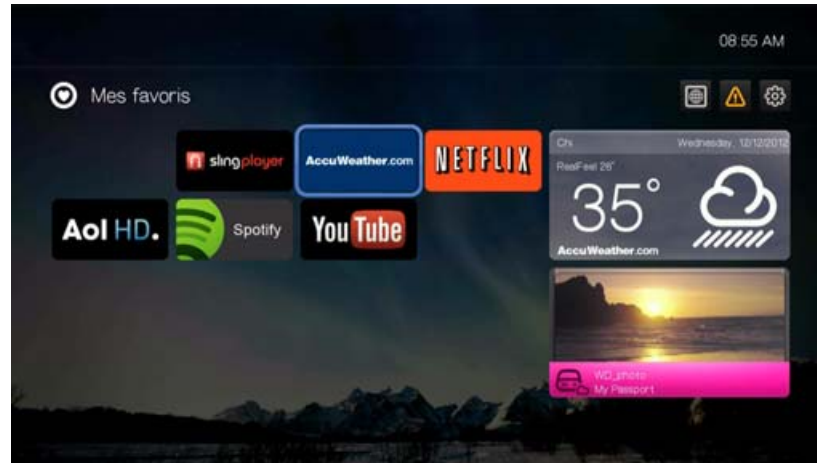 08:55 AM
Mes favoris
slingplayer
AccuWeather.com
NETFLIX
Chi
Wednesday, 12/12/2012
RealFeel 26°
35°
AccuWeather.com
Aol HD.
Spotify
YouTube
WD_photo
My Passport